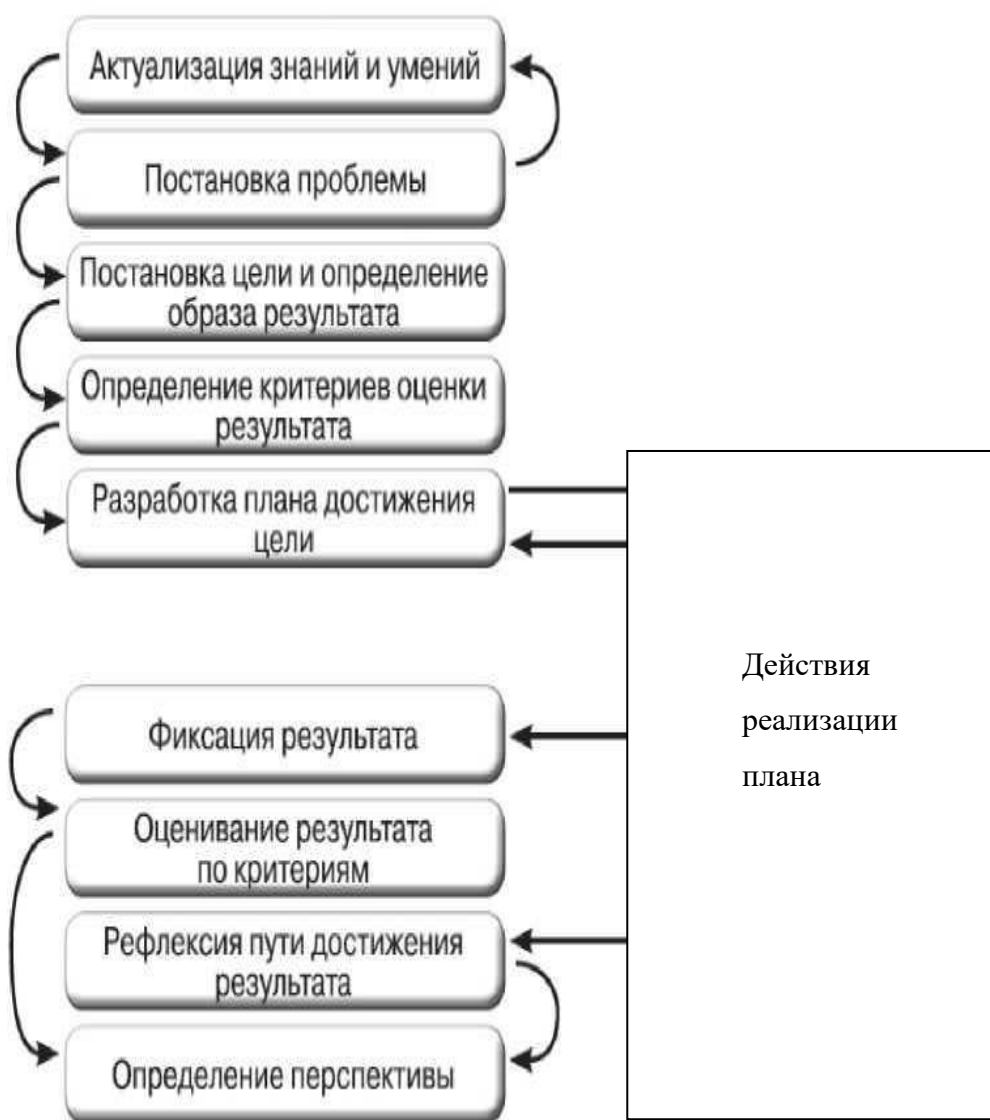 Актуализация знаний и умений
Постановка проблемы
Постановка цели и определение
образа результата
Определение критериев оценки
результата
Разработка плана достижения
цели
Действия
реализации
плана
Фиксация результата
Оценивание результата
по критериям
Рефлексия пути достижения
результата
Определение перспективы